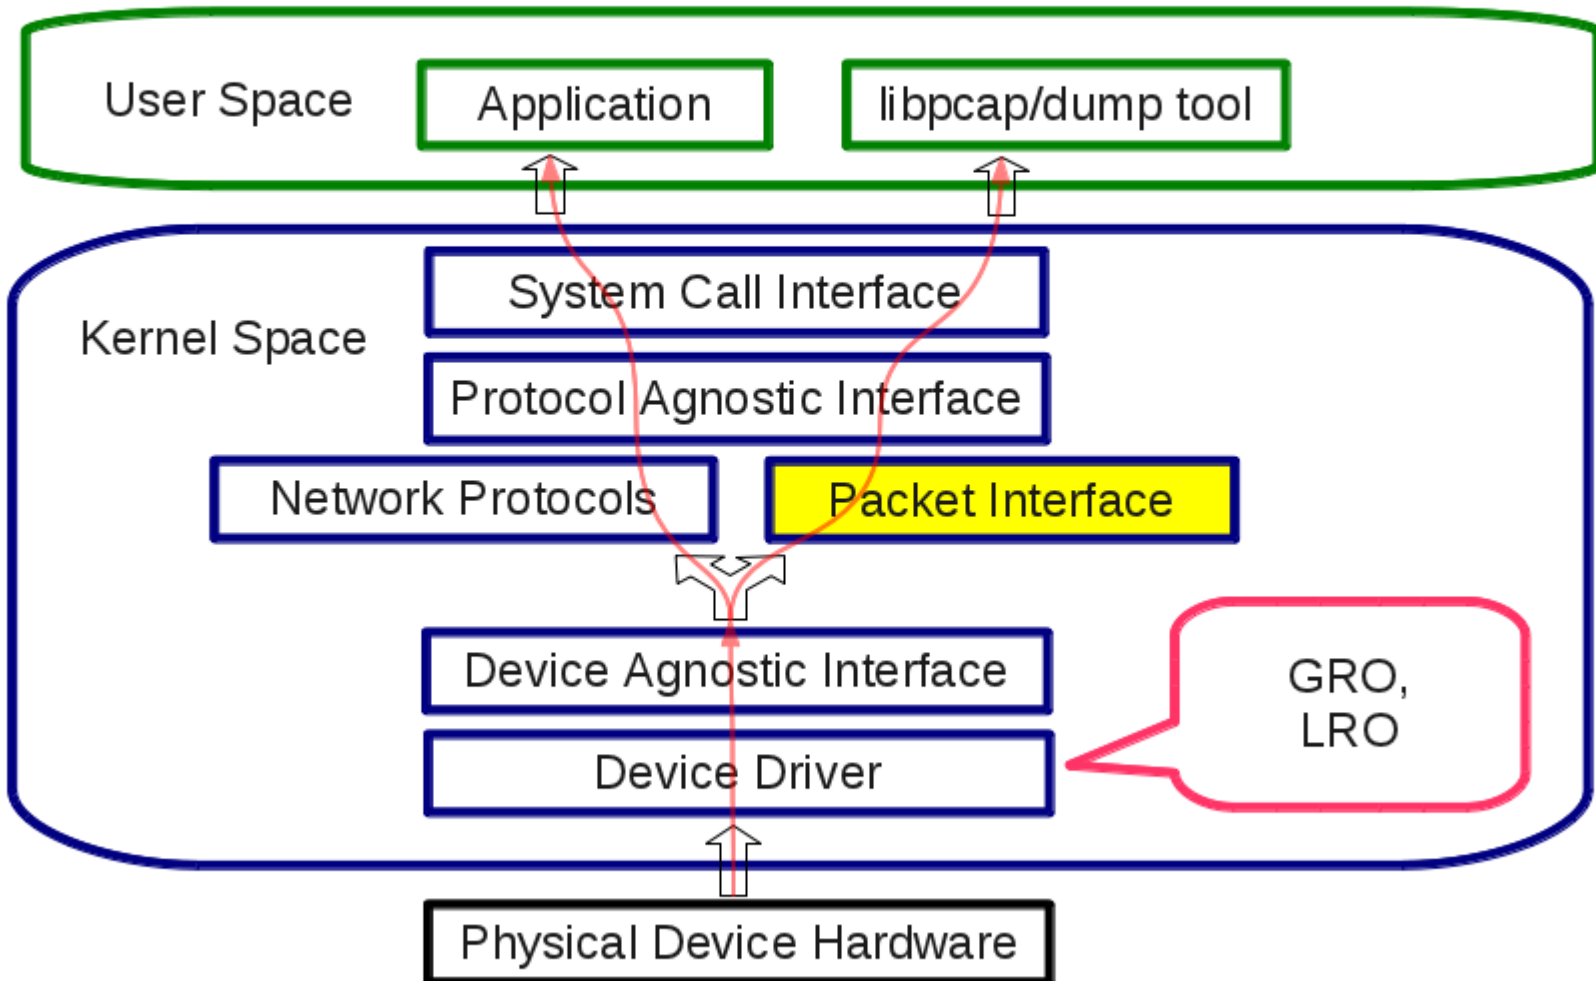 User Space
Application
libpcap/dump tool
System Call Interface
Kernel Space
Protocol Agnostic Interface
Network Protocols
Packet Interface
Device Agnostic Interface
GRO,
LRO
Device Driver
Physical Device Hardware